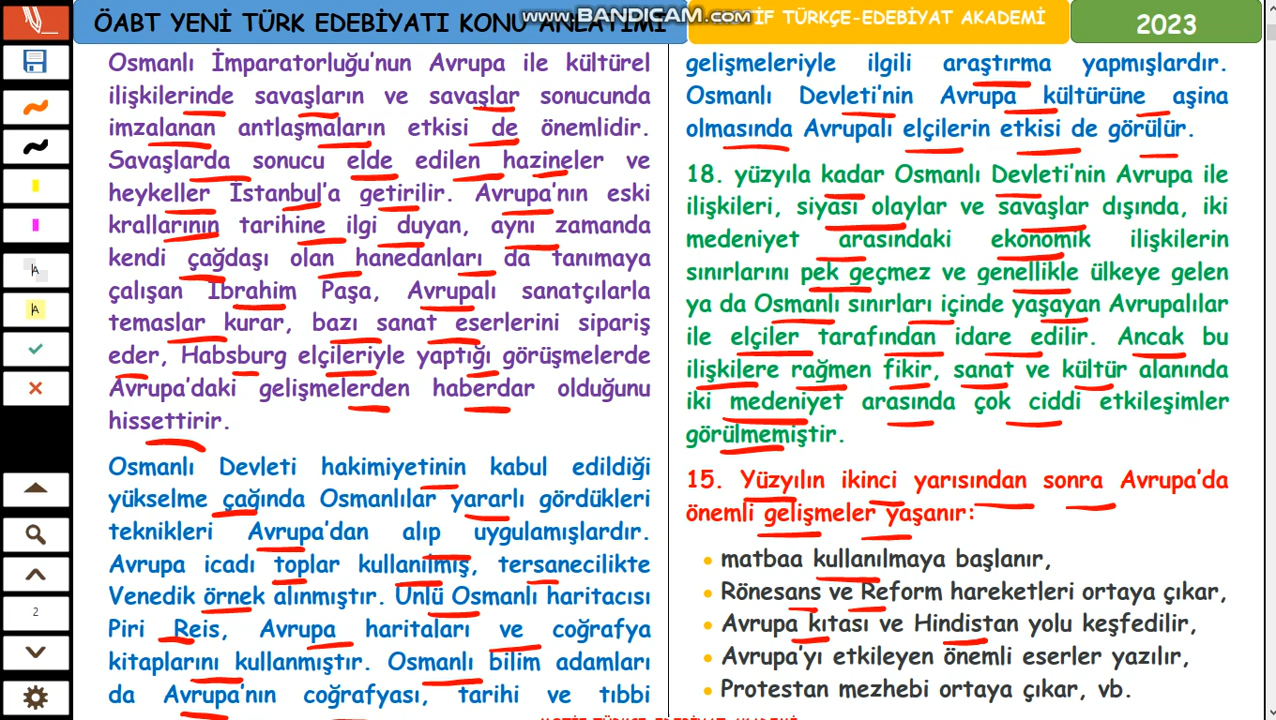 ÖABT YENİ TÜRK EDEBİYATI KONU ANLATIMI
www.BANDICAM.com
TÜRKÇE-EDEBİYAT AKADEMİ
2023
Osmanlı İmparatorluğu’nun Avrupa ile kültürel
ilişkilerinde savaşların ve savaşlar sonucunda
imzalanan antlaşmaların etkisi de önemlidir.
Savaşlarda sonucu elde edilen hazineler ve
heykeller İstanbul’a getirilir. Avrupa’nın eski
krallarının tarihine ilgi duyan, aynı zamanda
kendi çağdaşı olan hanedanları da tanımaya
çalışan İbrahim Paşa, Avrupalı sanatçılarla
temaslar kurar, bazı sanat eserlerini sipariş
eder, Habsburg elçileriyle yaptığı görüşmelerde
Avrupa’daki gelişmelerden haberdar olduğunu
hissettirir.
Osmanlı Devleti hakimiyetinin kabul edildiği
yükselme çağında Osmanlılar yararlı gördükleri
teknikleri Avrupa’dan alıp uygulamışlardır.
Avrupa icadı toplar kullanılmış, tersanecilikte
Venedik örnek alınmıştır. Ünlü Osmanlı haritacısı
Piri Reis, Avrupa haritaları ve coğrafya
kitaplarını kullanmıştır. Osmanlı bilim adamları
da Avrupa’nın coğrafyası, tarihi ve tıbbi
gelişmeleriyle ilgili araştırma yapmışlardır.
Osmanlı Devleti’nin Avrupa kültürüne aşina
olmasında Avrupalı elçilerin etkisi de görülür.
18. yüzyıla kadar Osmanlı Devleti’nin Avrupa ile
ilişkileri, siyası olaylar ve savaşlar dışında, iki
medeniyet arasındaki ekonomik ilişkilerin
sınırlarını pek geçmez ve genellikle ülkeye gelen
ya da Osmanlı sınırları içinde yaşayan Avrupalılar
ile elçiler tarafından idare edilir. Ancak bu
ilişkilere rağmen fikir, sanat ve kültür alanında
iki medeniyet arasında çok ciddi etkileşimler
görülmemiştir.
15. Yüzyılın ikinci yarısından sonra Avrupa’da
önemli gelişmeler yaşanır:
• matbaa kullanılmaya başlanır,
• Rönesans ve Reform hareketleri ortaya çıkar,
• Avrupa kıtası ve Hindistan yolu keşfedilir,
• Avrupa’yı etkileyen önemli eserler yazılır,
• Protestan mezhebi ortaya çıkar, vb.
A
A
2